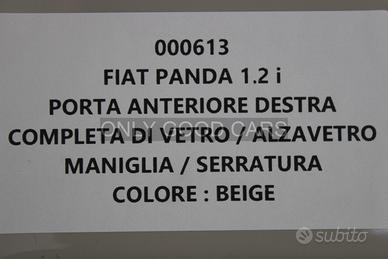 000613
FIAT PANDA 1.2 i
PORTA ANTERIORE DESTRA
ONLY GOOD CARS
COMPLETA DI VETRO / ALZAVETRO
MANIGLIA / SERRATURA
COLORE : BEIGE
subito